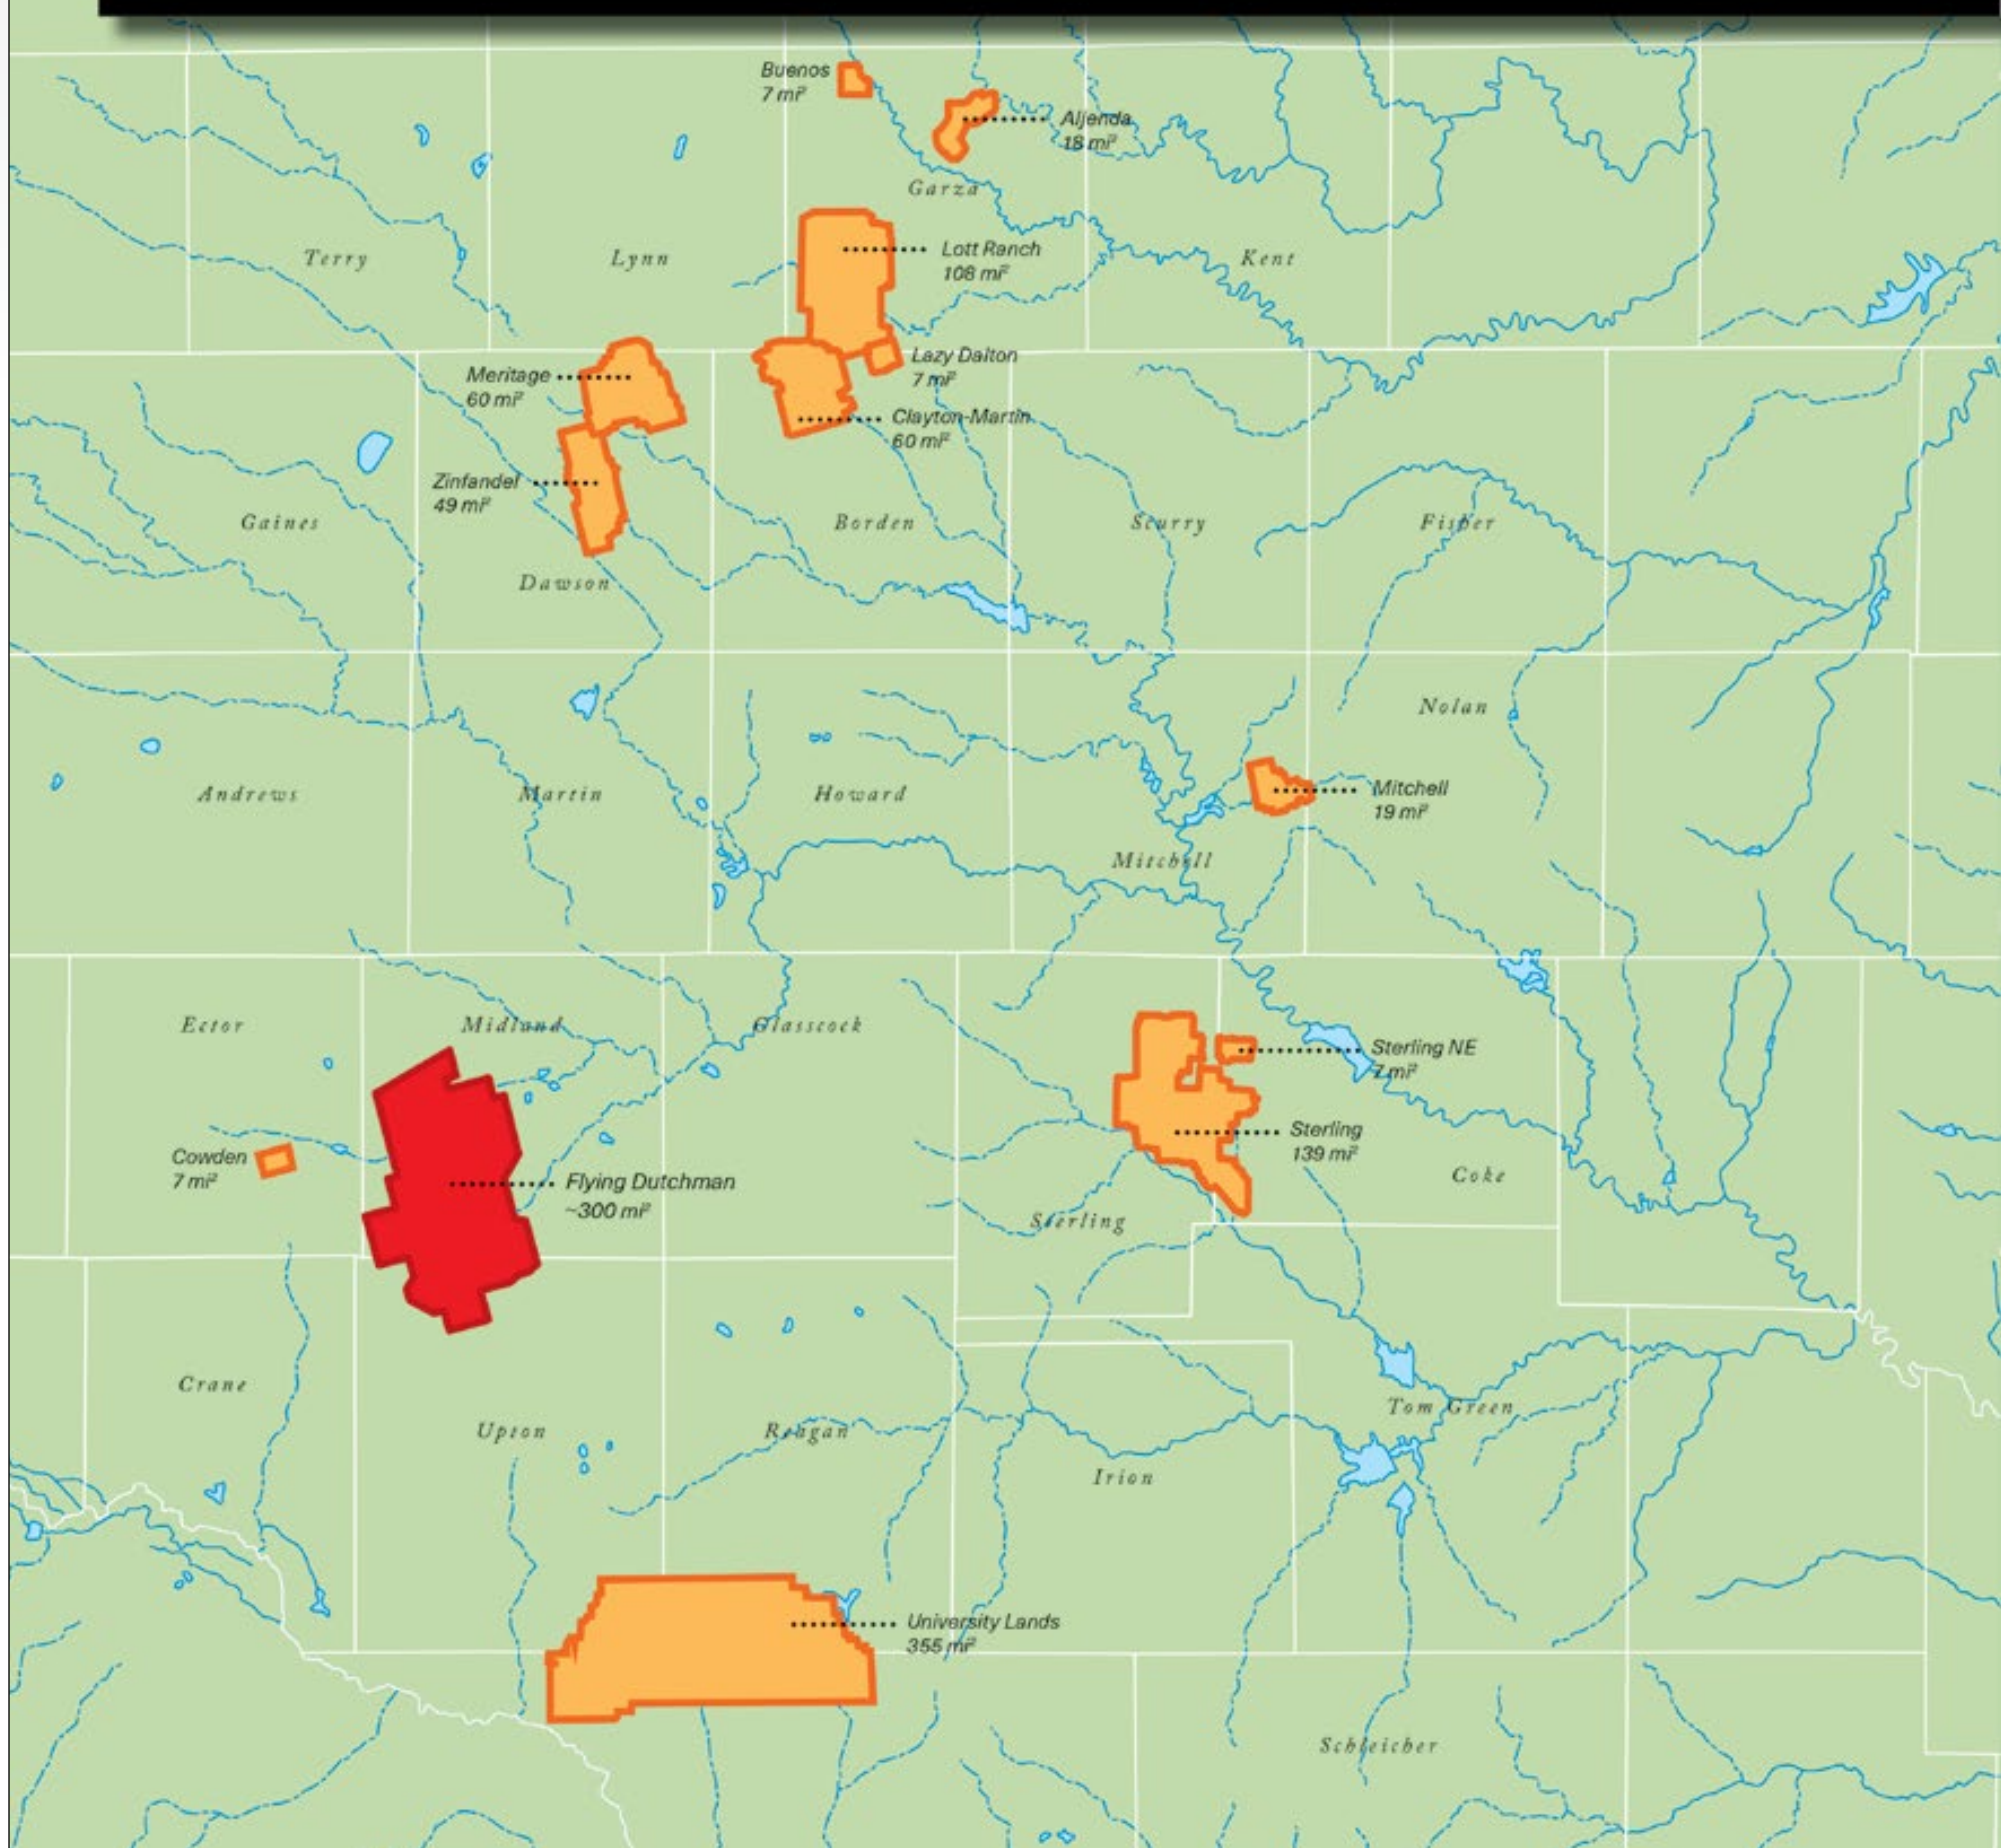 Buenos
7 mi²
Aljenda
18 mi²
Garza
Terry
Lynn
Lott Ranch
108 mi²
Kent
Meritage
60 mi²
Lazy Dalton
7 mi²
Clayton-Martin
60 mi²
Zinfandel
49 mi²
Gaines
Borden
Scurry
Fisher
Dawson
Nolan
Andrews
Martin
Howard
Mitchell
19 mi²
Mitchell
Ector
Midland
Glasscock
Sterling NE
7 mi²
Cowden
7 mi²
Flying Dutchman
~300 mi²
Sterling
139 mi²
Coke
Sterling
Crane
Upton
Reagan
Tom Green
Irion
University Lands
355 mi²
Schleicher